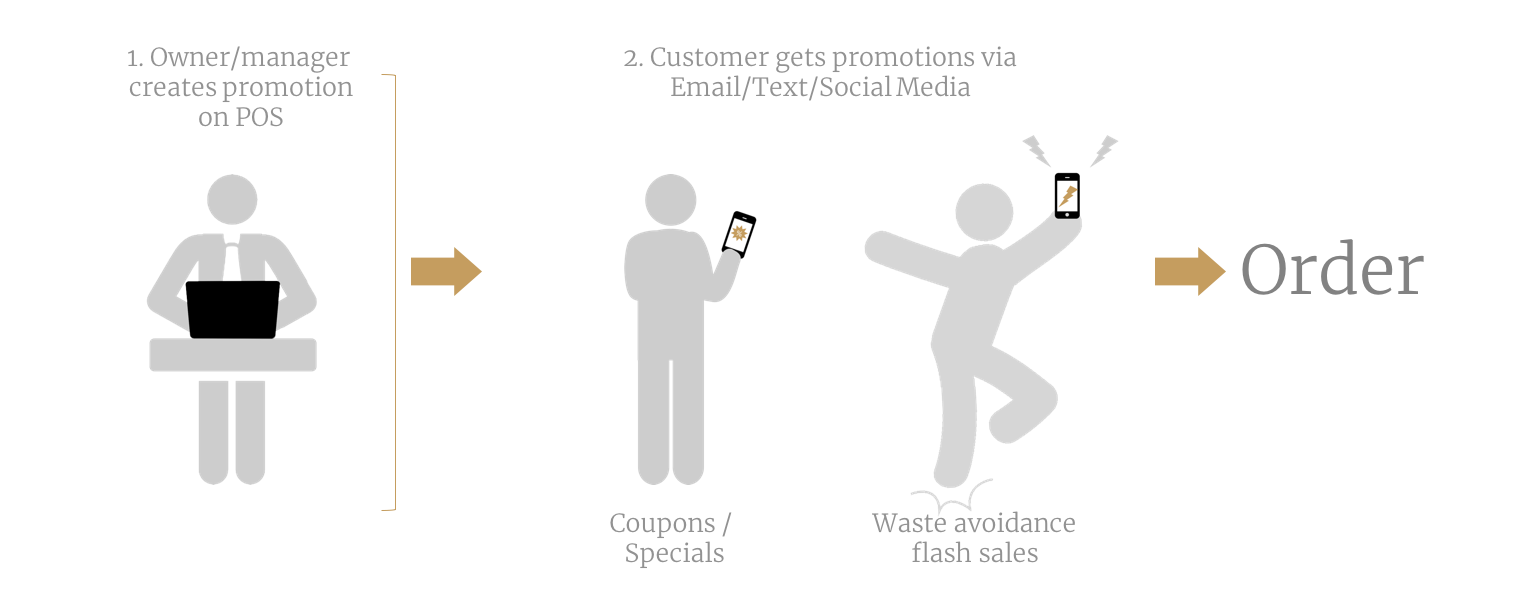 1. Owner/manager
creates promotion
on POS
2. Customer gets promotions via
Email/Text/Social Media
Order
Coupons /
Specials
Waste avoidance
flash sales